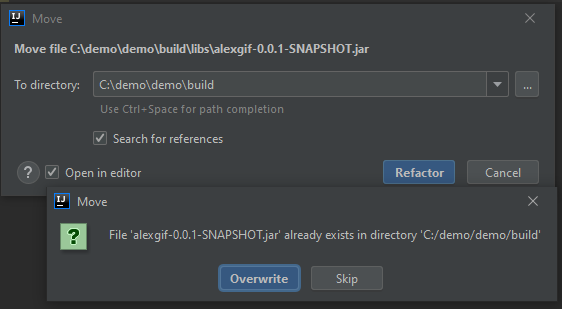 Move
Move file C:\demo\demo\build\libs\alexgif-0.0.1-SNAPSHOT.jar
To directory: C:\demo\demo\build ...
Use Ctrl+Space for path completion
Search for references
? Open in editor Refactor Cancel
Move
? File 'alexgif-0.0.1-SNAPSHOT.jar' already exists in directory 'C:/demo/demo/build'
Overwrite Skip